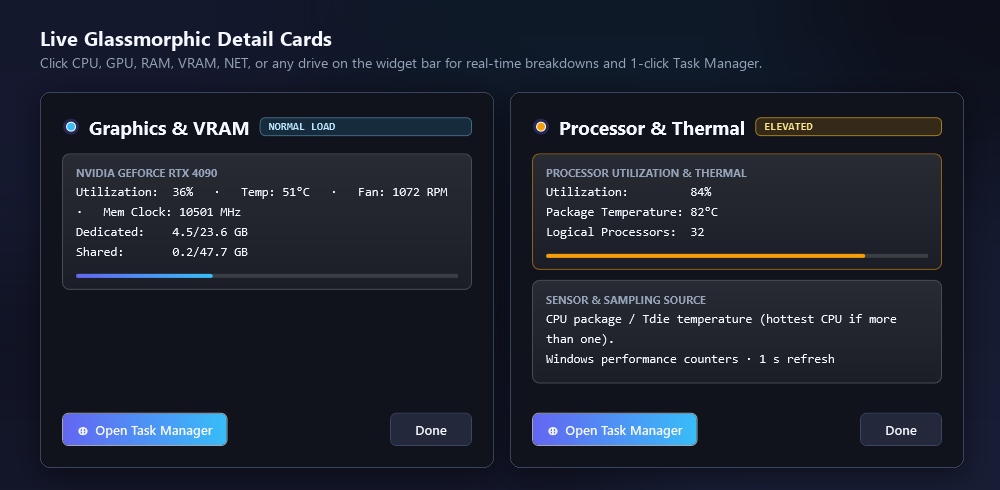 Live Glassmorphic Detail Cards
Click CPU, GPU, RAM, VRAM, NET, or any drive on the widget bar for real-time breakdowns and 1-click Task Manager.
Graphics & VRAM
NORMAL LOAD
NVIDIA GEFORCE RTX 4090
Utilization: 36% · Temp: 51°C · Fan: 1072 RPM
· Mem Clock: 10501 MHz
Dedicated: 4.5/23.6 GB
Shared: 0.2/47.7 GB
Open Task Manager
Done
Processor & Thermal
ELEVATED
PROCESSOR UTILIZATION & THERMAL
Utilization: 84%
Package Temperature: 82°C
Logical Processors: 32
SENSOR & SAMPLING SOURCE
CPU package / Tdie temperature (hottest CPU if more
than one).
Windows performance counters · 1 s refresh
Open Task Manager
Done